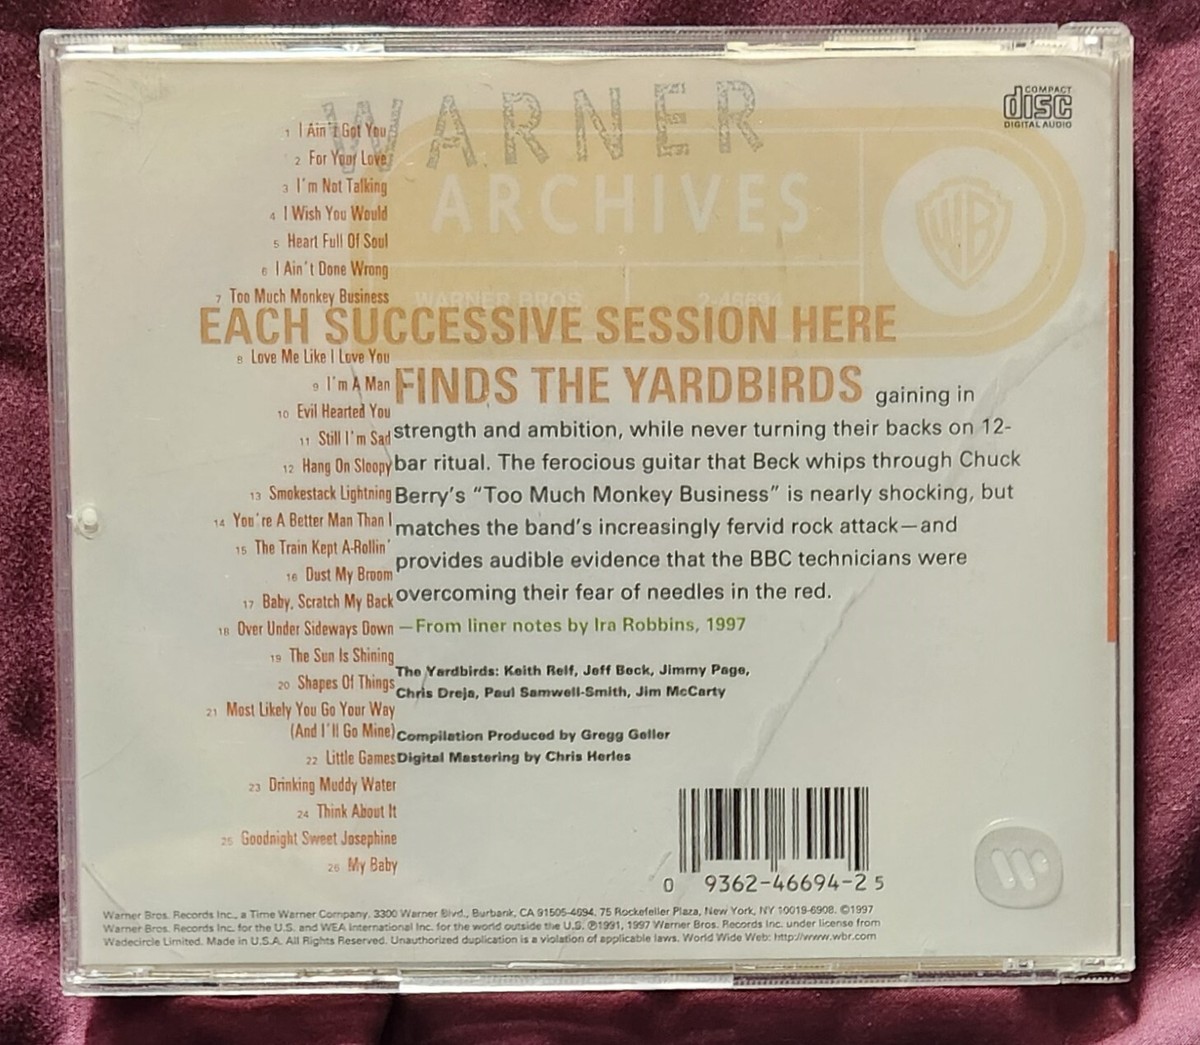 WARNER
ARCHIVES
WB
WARNER BROS
2-46694
COMPACT
disc
DIGITAL AUDIO
1 I Ain't Got You
2 For Your Love
3 I'm Not Talking
4 I Wish You Would
5 Heart Full Of Soul
6 I Ain't Done Wrong
7 Too Much Monkey Business
8 Love Me Like I Love You
9 I'm A Man
10 Evil Hearted You
11 Still I'm Sad
12 Hang On Sloopy
13 Smokestack Lightning
14 You're A Better Man Than I
15 The Train Kept A-Rollin'
16 Dust My Broom
17 Baby, Scratch My Back
18 Over Under Sideways Down
19 The Sun Is Shining
20 Shapes Of Things
21 Most Likely You Go Your Way
(And I'll Go Mine)
22 Little Games
23 Drinking Muddy Water
24 Think About It
25 Goodnight Sweet Josephine
26 My Baby
EACH SUCCESSIVE SESSION HERE
FINDS THE YARDBIRDS gaining in
strength and ambition, while never turning their backs on 12-
bar ritual. The ferocious guitar that Beck whips through Chuck
Berry's "Too Much Monkey Business" is nearly shocking, but
matches the band's increasingly fervid rock attack—and
provides audible evidence that the BBC technicians were
overcoming their fear of needles in the red.
—From liner notes by Ira Robbins, 1997
The Yardbirds: Keith Relf, Jeff Beck, Jimmy Page,
Chris Dreja, Paul Samwell-Smith, Jim McCarty
Compilation Produced by Gregg Geller
Digital Mastering by Chris Herles
0 9362-46694-2 5
Warner Bros. Records Inc., a Time Warner Company. 3300 Warner Blvd., Burbank, CA 91505-4694. 75 Rockefeller Plaza, New York, NY 10019-6908. ©1997
Warner Bros. Records Inc. for the U.S. and WEA International Inc. for the world outside the U.S. ℗1991, 1997 Warner Bros. Records Inc. under license from
Wadecircle Limited. Made in U.S.A. All Rights Reserved. Unauthorized duplication is a violation of applicable laws. World Wide Web: http://www.wbr.com